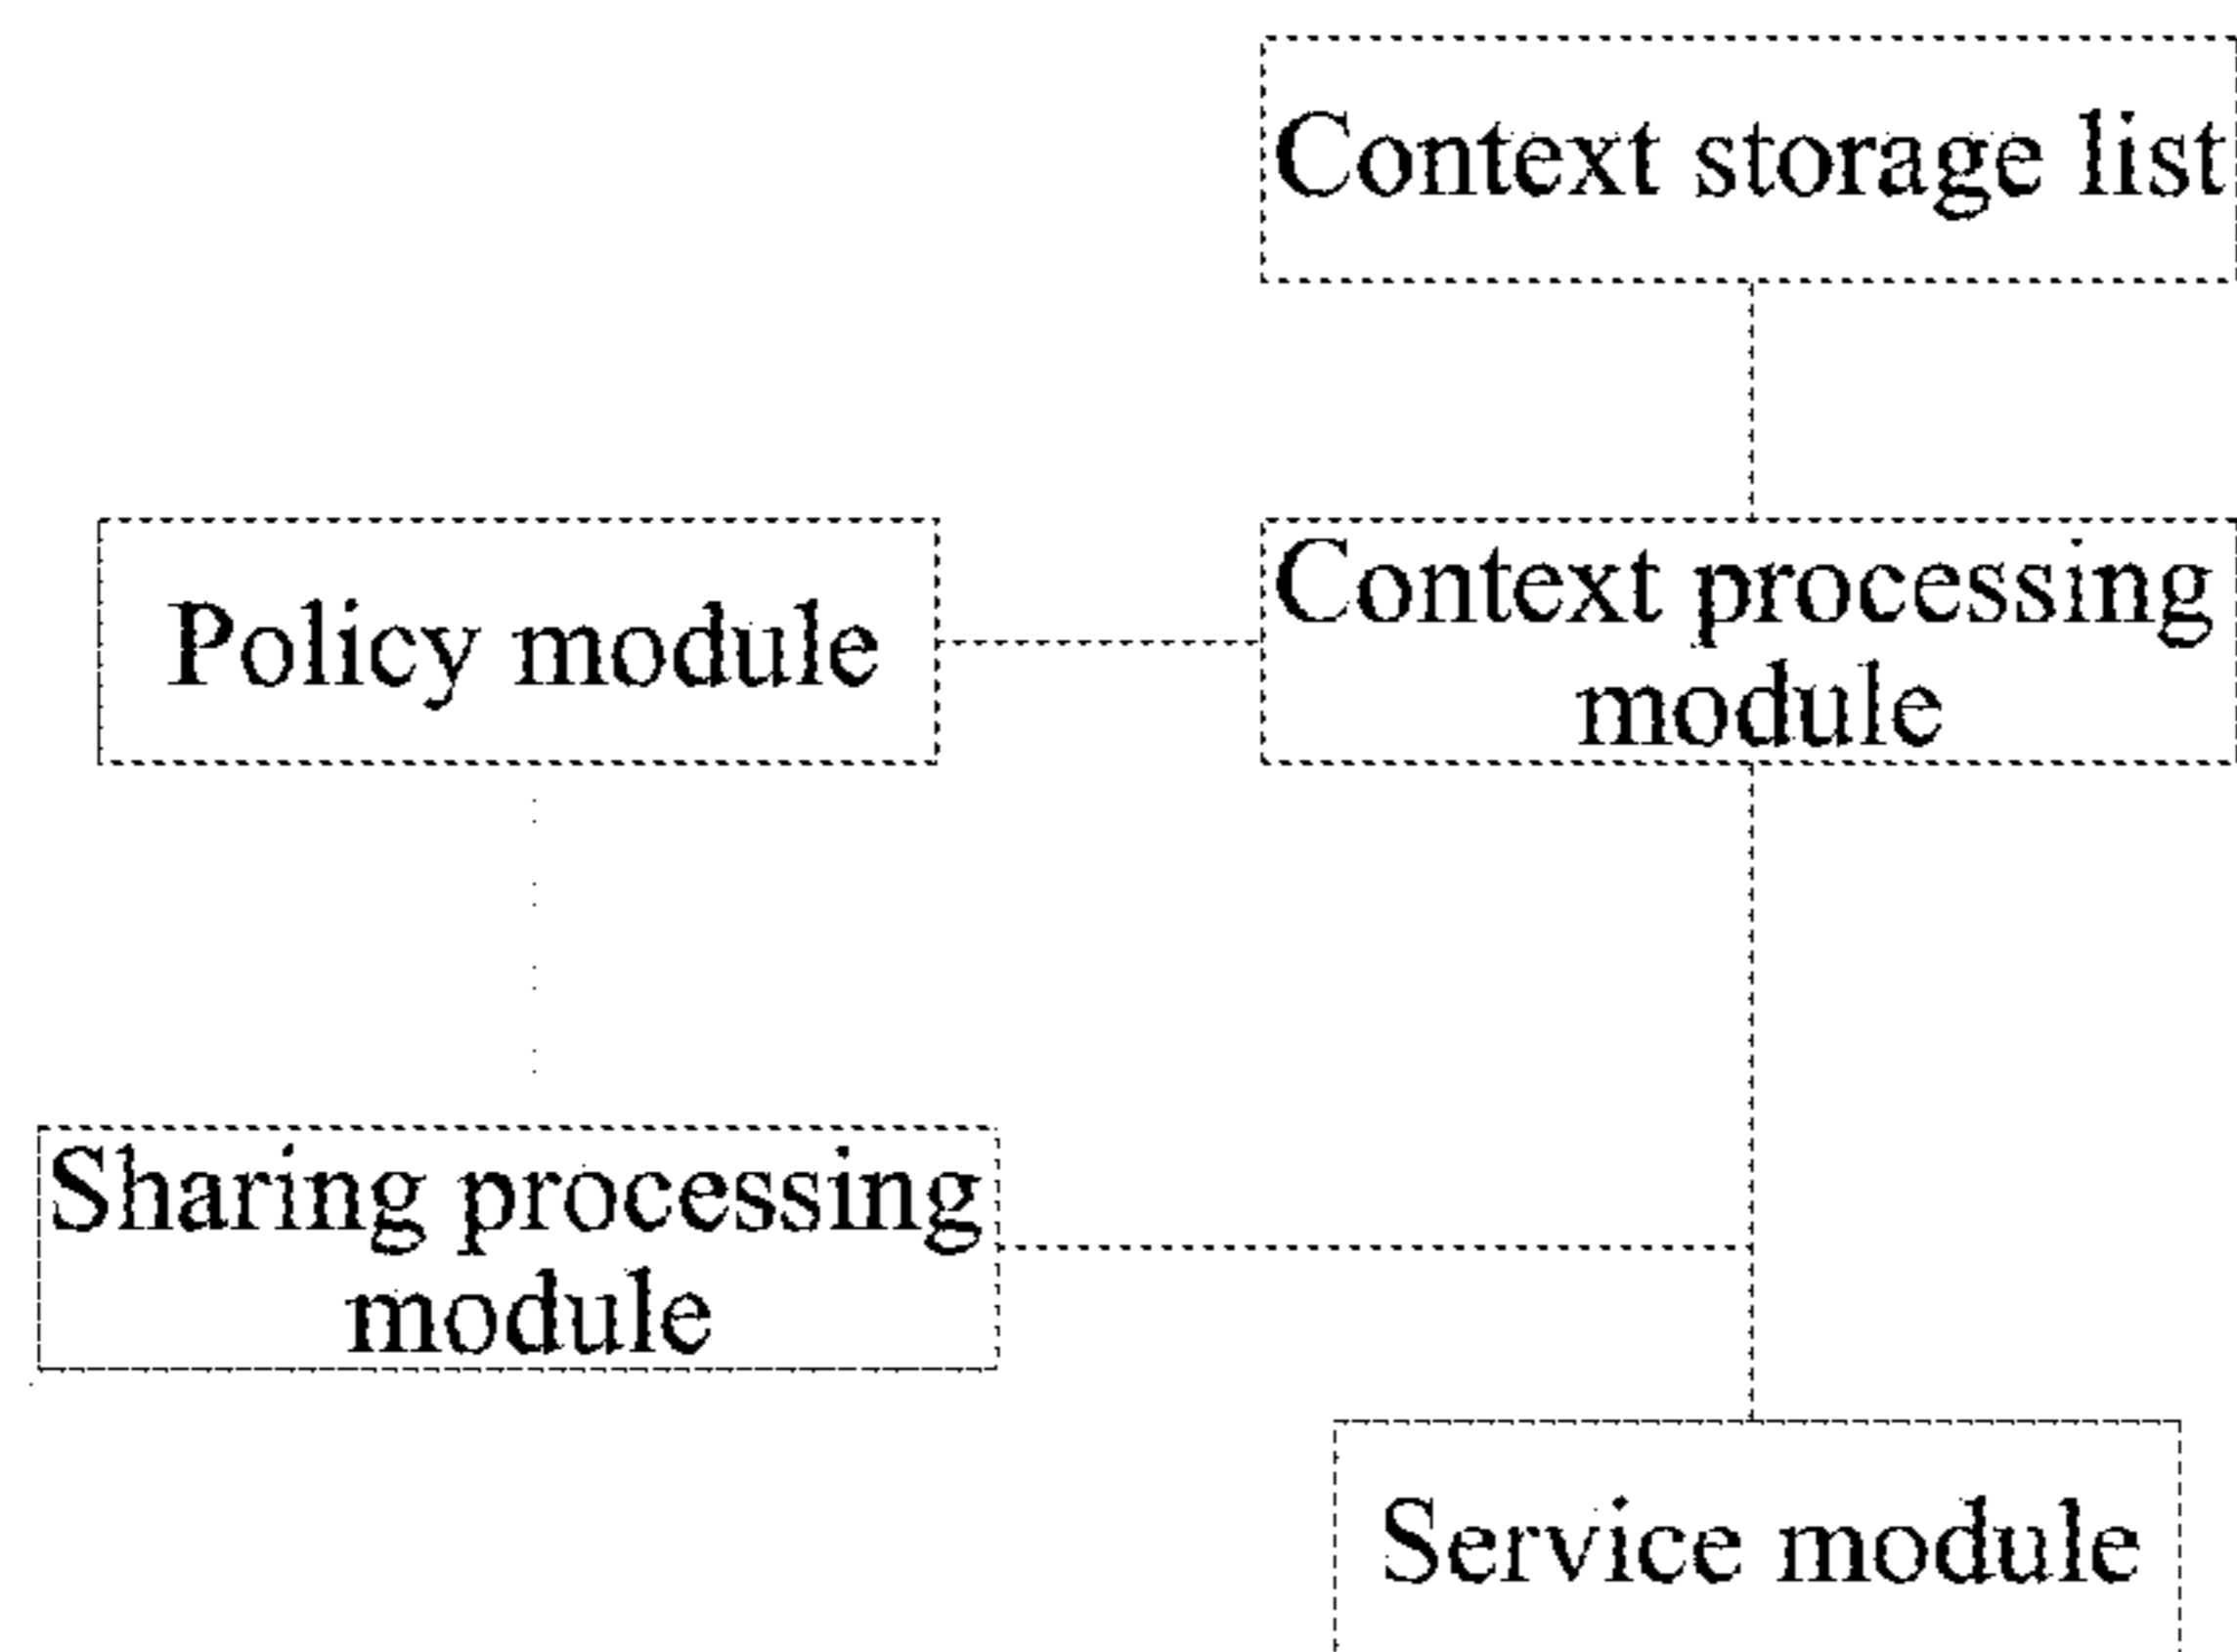 Context storage list
Policy module
Context processing
module
Sharing processing
module
Service module